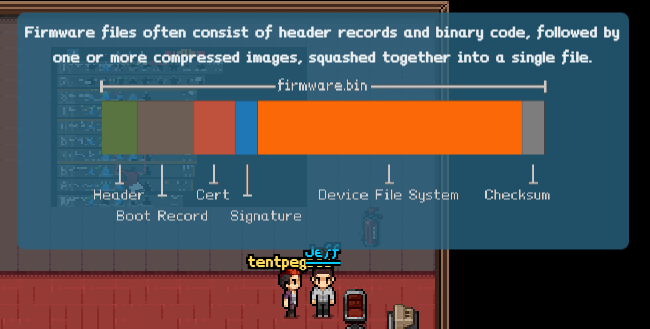 Firmware files often consist of header records and binary code, followed by
one or more compressed images, squashed together into a single file.
firmware.bin
Header Cert Device File System Checksum
Boot Record Signature
Jeff